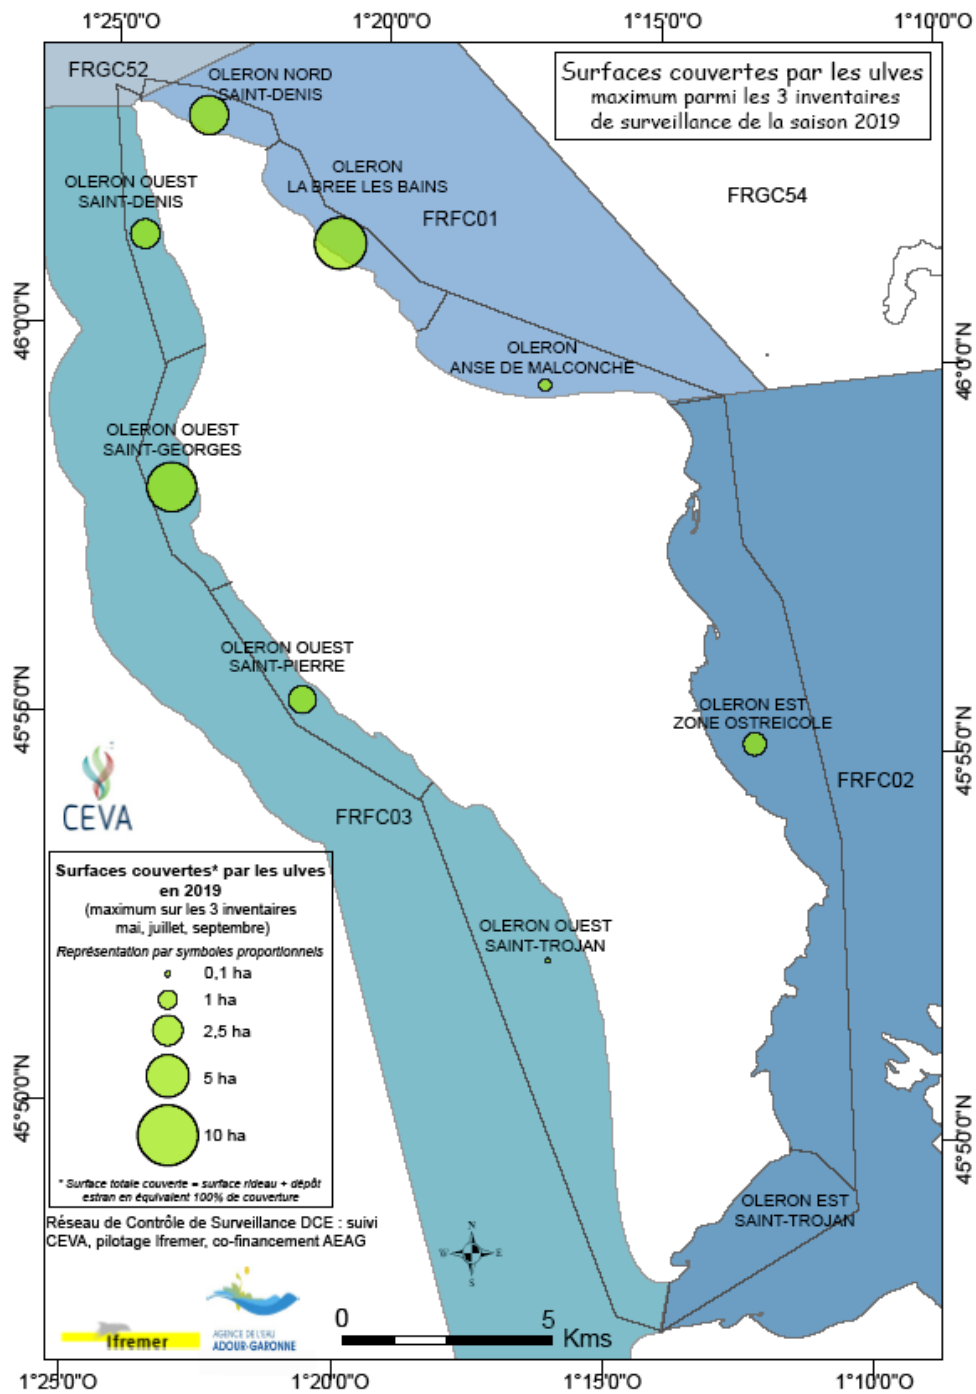 1°25'0"O
1°20'0"O
1°15'0"O
1°10'0"O
FRGC52
OLERON NORD
SAINT-DENIS
Surfaces couvertes par les ulves
maximum parmi les 3 inventaires
de surveillance de la saison 2019
OLERON OUEST
SAINT-DENIS
OLERON
LA BREE LES BAINS
FRFC01
FRGC54
46°0'0"N
46°0'0"N
OLERON
ANSE DE MALCONCHE
OLERON OUEST
SAINT-GEORGES
OLERON OUEST
SAINT-PIERRE
45°55'0"N
45°55'0"N
OLERON EST
ZONE OSTREICOLE
FRFC02
CEVA
FRFC03
Surfaces couvertes* par les ulves
en 2019
(maximum sur les 3 inventaires
mai, juillet, septembre)
Représentation par symboles proportionnels
0,1 ha
1 ha
2,5 ha
5 ha
10 ha
* Surface totale couverte = surface rideau + dépôt
estran en équivalent 100% de couverture
OLERON OUEST
SAINT-TROJAN
45°50'0"N
45°50'0"N
OLERON EST
SAINT-TROJAN
Réseau de Contrôle de Surveillance DCE : suivi
CEVA, pilotage Ifremer, co-financement AEAG
N
W
E
S
Ifremer
AGENCE DE L'EAU
ADOUR-GARONNE
0
5
Kms
1°25'0"O
1°20'0"O
1°15'0"O
1°10'0"O